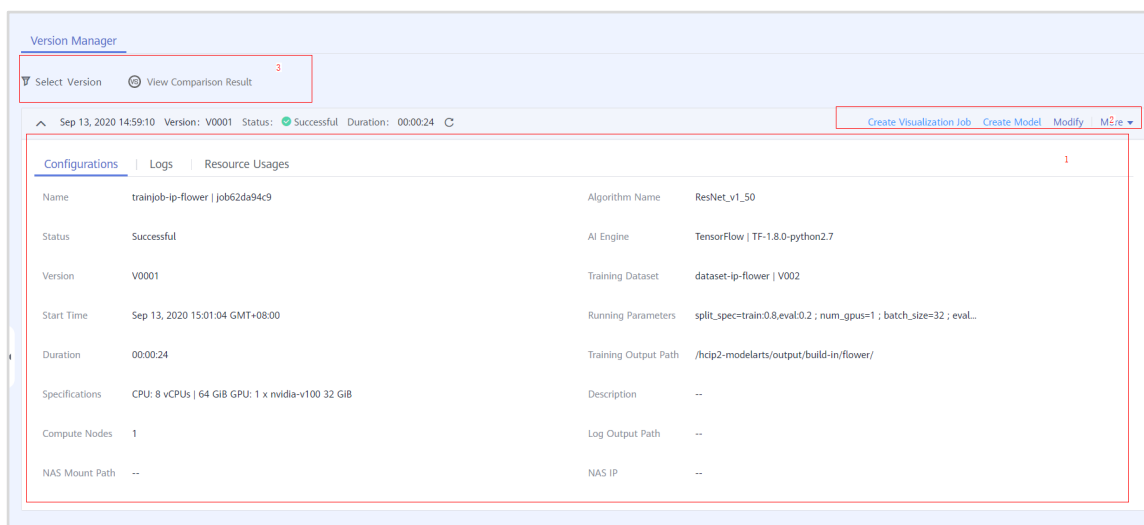 Version Manager
3
Select Version VS View Comparison Result
Sep 13, 2020 14:59:10 Version: V0001 Status: Successful Duration: 00:00:24 Create Visualization Job Create Model Modify More 2
1
Configurations Logs Resource Usages
Name trainjob-ip-flower | job62da94c9 Algorithm Name ResNet_v1_50
Status Successful AI Engine TensorFlow | TF-1.8.0-python2.7
Version V0001 Training Dataset dataset-ip-flower | V002
Start Time Sep 13, 2020 15:01:04 GMT+08:00 Running Parameters split_spec=train:0.8,eval:0.2 ; num_gpus=1 ; batch_size=32 ; eval...
Duration 00:00:24 Training Output Path /hcip2-modelarts/output/build-in/flower/
Specifications CPU: 8 vCPUs | 64 GiB GPU: 1 x nvidia-v100 32 GiB Description --
Compute Nodes 1 Log Output Path --
NAS Mount Path -- NAS IP --